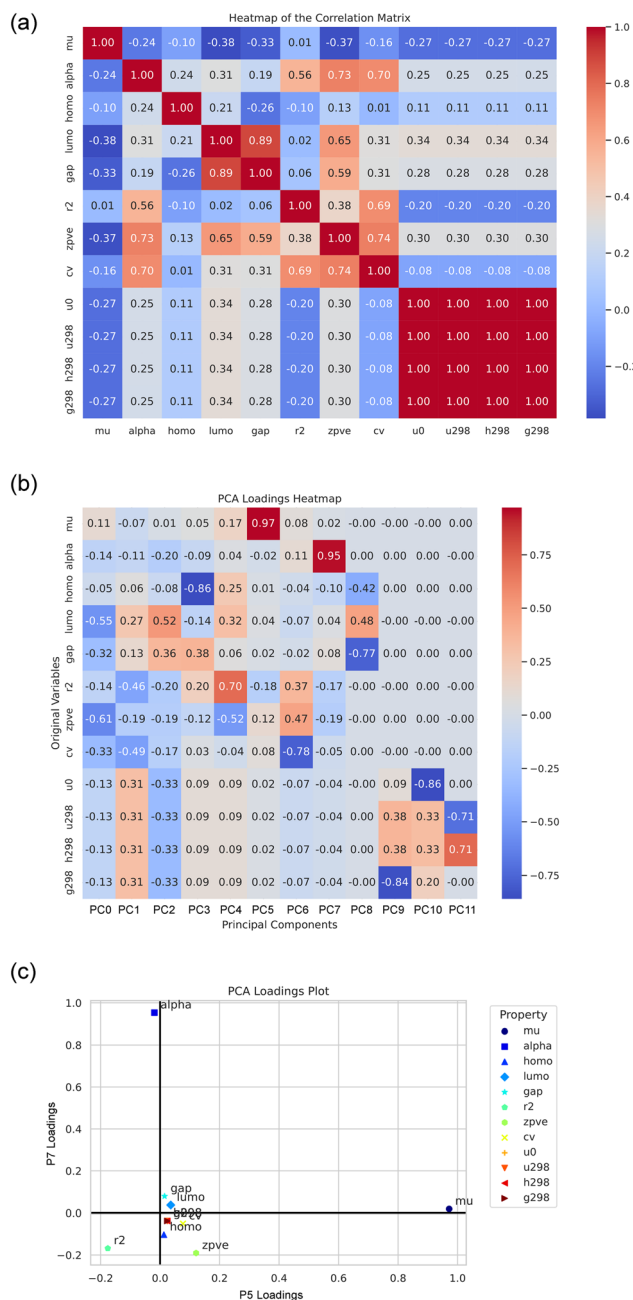 (a)
Heatmap of the Correlation Matrix
mu 1.00 -0.24 -0.10 -0.38 -0.33 0.01 -0.37 -0.16 -0.27 -0.27 -0.27 -0.27
alpha -0.24 1.00 0.24 0.31 0.19 0.56 0.73 0.70 0.25 0.25 0.25 0.25
homo -0.10 0.24 1.00 0.21 -0.26 -0.10 0.13 0.01 0.11 0.11 0.11 0.11
lumo -0.38 0.31 0.21 1.00 0.89 0.02 0.65 0.31 0.34 0.34 0.34 0.34
gap -0.33 0.19 -0.26 0.89 1.00 0.06 0.59 0.31 0.28 0.28 0.28 0.28
r2 0.01 0.56 -0.10 0.02 0.06 1.00 0.38 0.69 -0.20 -0.20 -0.20 -0.20
zpve -0.37 0.73 0.13 0.65 0.59 0.38 1.00 0.74 0.30 0.30 0.30 0.30
cv -0.16 0.70 0.01 0.31 0.31 0.69 0.74 1.00 -0.08 -0.08 -0.08 -0.08
u0 -0.27 0.25 0.11 0.34 0.28 -0.20 0.30 -0.08 1.00 1.00 1.00 1.00
u298 -0.27 0.25 0.11 0.34 0.28 -0.20 0.30 -0.08 1.00 1.00 1.00 1.00
h298 -0.27 0.25 0.11 0.34 0.28 -0.20 0.30 -0.08 1.00 1.00 1.00 1.00
g298 -0.27 0.25 0.11 0.34 0.28 -0.20 0.30 -0.08 1.00 1.00 1.00 1.00
mu alpha homo lumo gap r2 zpve cv u0 u298 h298 g298
1.0
0.8
0.6
0.4
0.2
0.0
-0.2
(b)
PCA Loadings Heatmap
Original Variables
mu 0.11 -0.07 0.01 0.05 0.17 0.97 0.08 0.02 -0.00 -0.00 -0.00 0.00
alpha -0.14 -0.11 -0.20 -0.09 0.04 -0.02 0.11 0.95 0.00 0.00 0.00 0.00
homo -0.05 0.06 -0.08 -0.86 0.25 0.01 -0.04 -0.10 -0.42 0.00 0.00 0.00
lumo -0.55 0.27 0.52 -0.14 0.32 0.04 -0.07 0.04 0.48 0.00 0.00 -0.00
gap -0.32 0.13 0.36 0.38 0.06 0.02 -0.02 0.08 -0.77 0.00 -0.00 0.00
r2 -0.14 -0.46 -0.20 0.20 0.70 -0.18 0.37 -0.17 0.00 -0.00 -0.00 -0.00
zpve -0.61 -0.19 -0.19 -0.12 -0.52 0.12 0.47 -0.19 0.00 -0.00 -0.00 0.00
cv -0.33 -0.49 -0.17 0.03 -0.04 0.08 -0.78 -0.05 0.00 -0.00 0.00 -0.00
u0 -0.13 0.31 -0.33 0.09 0.09 0.02 -0.07 -0.04 -0.00 0.09 -0.86 0.00
u298 -0.13 0.31 -0.33 0.09 0.09 0.02 -0.07 -0.04 -0.00 0.38 0.33 -0.71
h298 -0.13 0.31 -0.33 0.09 0.09 0.02 -0.07 -0.04 -0.00 0.38 0.33 0.71
g298 -0.13 0.31 -0.33 0.09 0.09 0.02 -0.07 -0.04 0.00 -0.84 0.20 -0.00
PC0 PC1 PC2 PC3 PC4 PC5 PC6 PC7 PC8 PC9 PC10 PC11
Principal Components
0.75
0.50
0.25
0.00
-0.25
-0.50
-0.75
(c)
PCA Loadings Plot
P7 Loadings
1.0
0.8
0.6
0.4
0.2
0.0
−0.2
alpha
gap
lumo
g298
cv
homo
r2
zpve
mu
−0.2 0.0 0.2 0.4 0.6 0.8 1.0
P5 Loadings
Property
mu
alpha
homo
lumo
gap
r2
zpve
cv
u0
u298
h298
g298